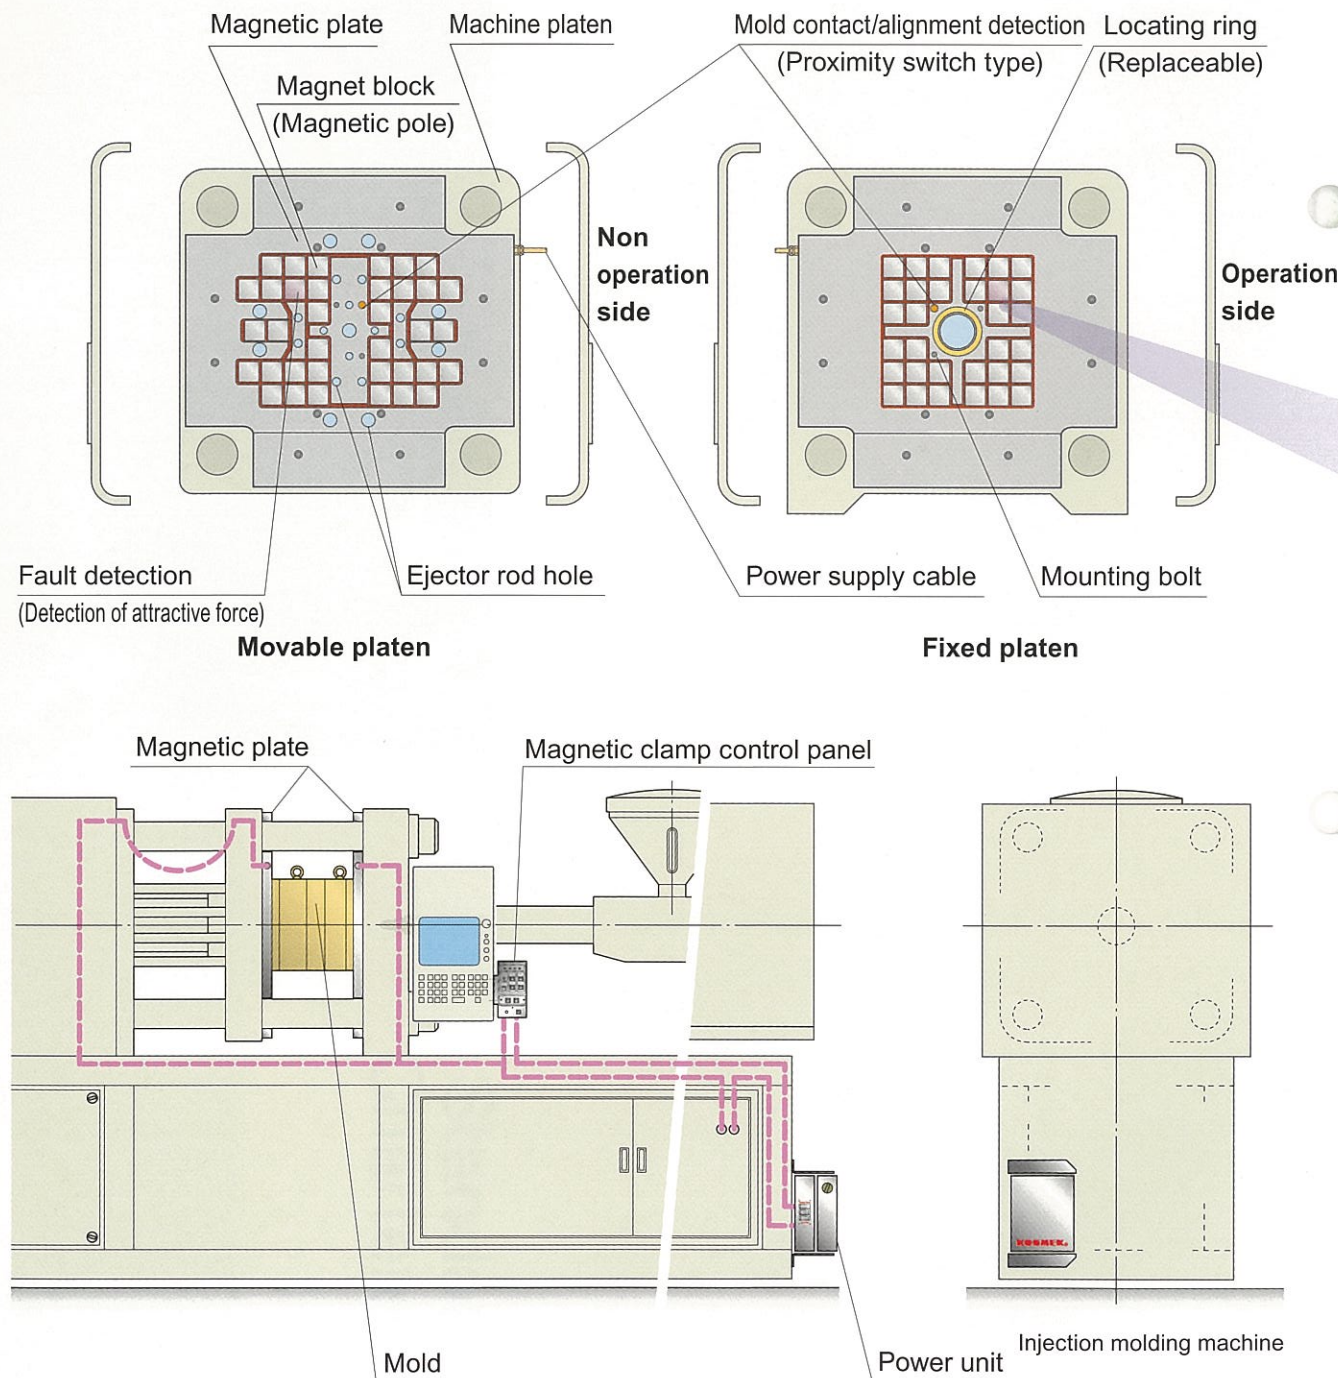 Magnetic plate
Machine platen
Mold contact/alignment detection
(Proximity switch type)
Locating ring
(Replaceable)
Magnet block
(Magnetic pole)
Non
operation
side
Operation
side
Fault detection
(Detection of attractive force)
Ejector rod hole
Power supply cable
Mounting bolt
Movable platen
Fixed platen
Magnetic plate
Magnetic clamp control panel
KOSMEK
Injection molding machine
Mold
Power unit